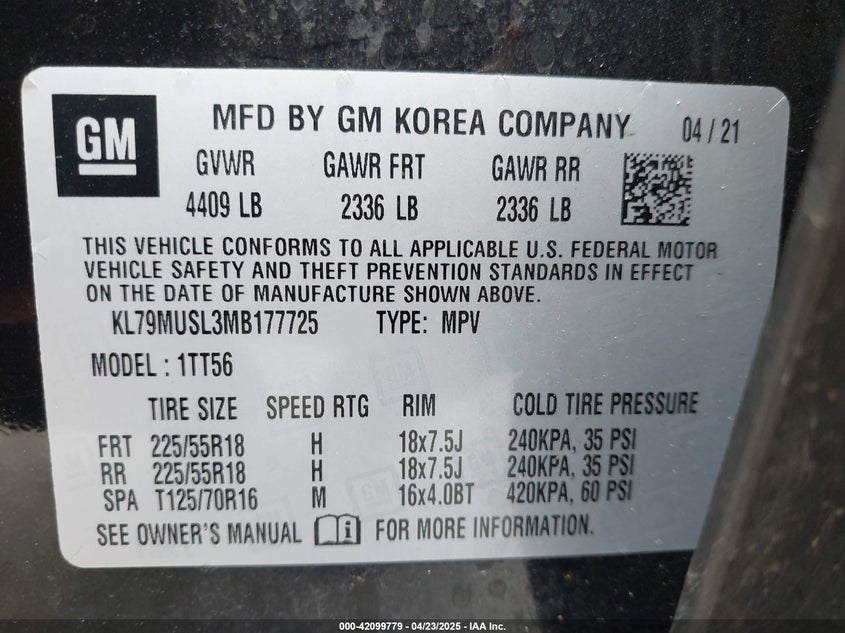 GM
MFD BY GM KOREA COMPANY 04 / 21
GVWR GAWR FRT GAWR RR
4409 LB 2336 LB 2336 LB
THIS VEHICLE CONFORMS TO ALL APPLICABLE U.S. FEDERAL MOTOR
VEHICLE SAFETY AND THEFT PREVENTION STANDARDS IN EFFECT
ON THE DATE OF MANUFACTURE SHOWN ABOVE.
KL79MUSL3MB177725 TYPE: MPV
MODEL : 1TT56
TIRE SIZE SPEED RTG RIM COLD TIRE PRESSURE
FRT 225/55R18 H 18x7.5J 240KPA, 35 PSI
RR 225/55R18 H 18x7.5J 240KPA, 35 PSI
SPA T125/70R16 M 16x4.0BT 420KPA, 60 PSI
SEE OWNER'S MANUAL i FOR MORE INFORMATION.
000-42099779 - 04/23/2025 - IAA Inc.